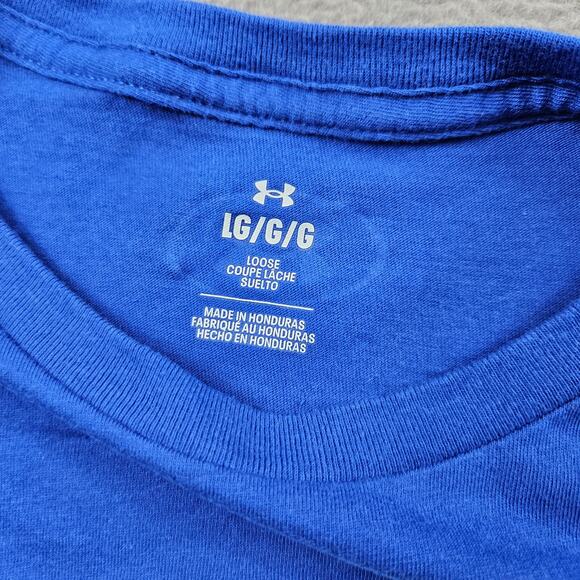 LG/G/G
LOOSE
COUPE LÂCHE
SUELTO
MADE IN HONDURAS
FABRIQUÉ AU HONDURAS
HECHO EN HONDURAS